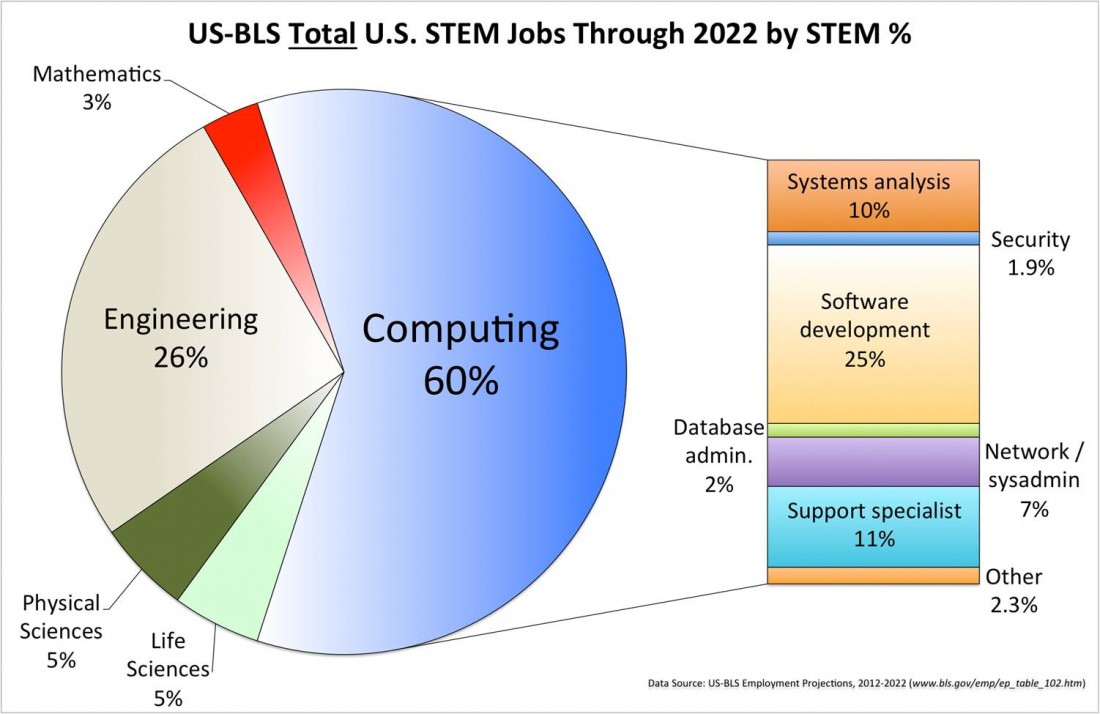 US-BLS Total U.S. STEM Jobs Through 2022 by STEM %
Mathematics
3%
Engineering
26%
Computing
60%
Physical
Sciences
5%
Life
Sciences
5%
Systems analysis
10%
Security
1.9%
Software
development
25%
Database
admin.
2%
Network /
sysadmin
7%
Support specialist
11%
Other
2.3%
Data Source: US-BLS Employment Projections, 2012-2022 (www.bls.gov/emp/ep_table_102.htm)